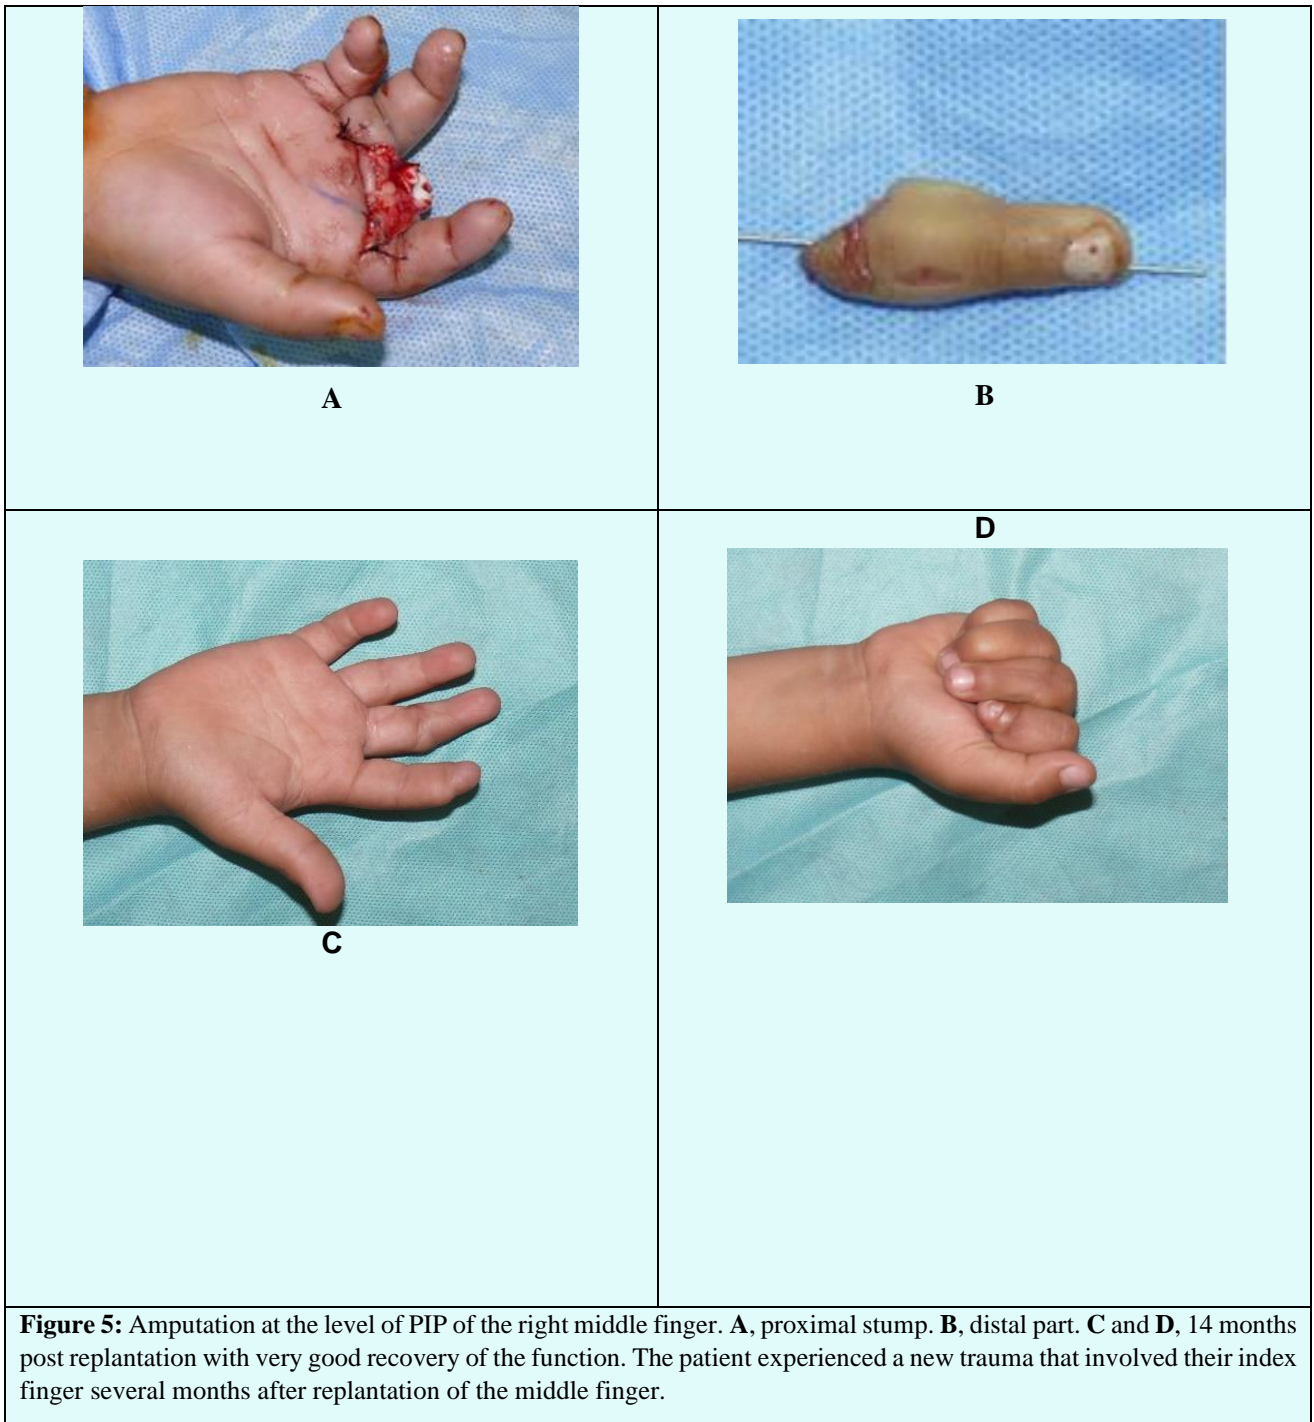 A
B
D
C
Figure 5: Amputation at the level of PIP of the right middle finger. A, proximal stump. B, distal part. C and D, 14 months
post replantation with very good recovery of the function. The patient experienced a new trauma that involved their index
finger several months after replantation of the middle finger.